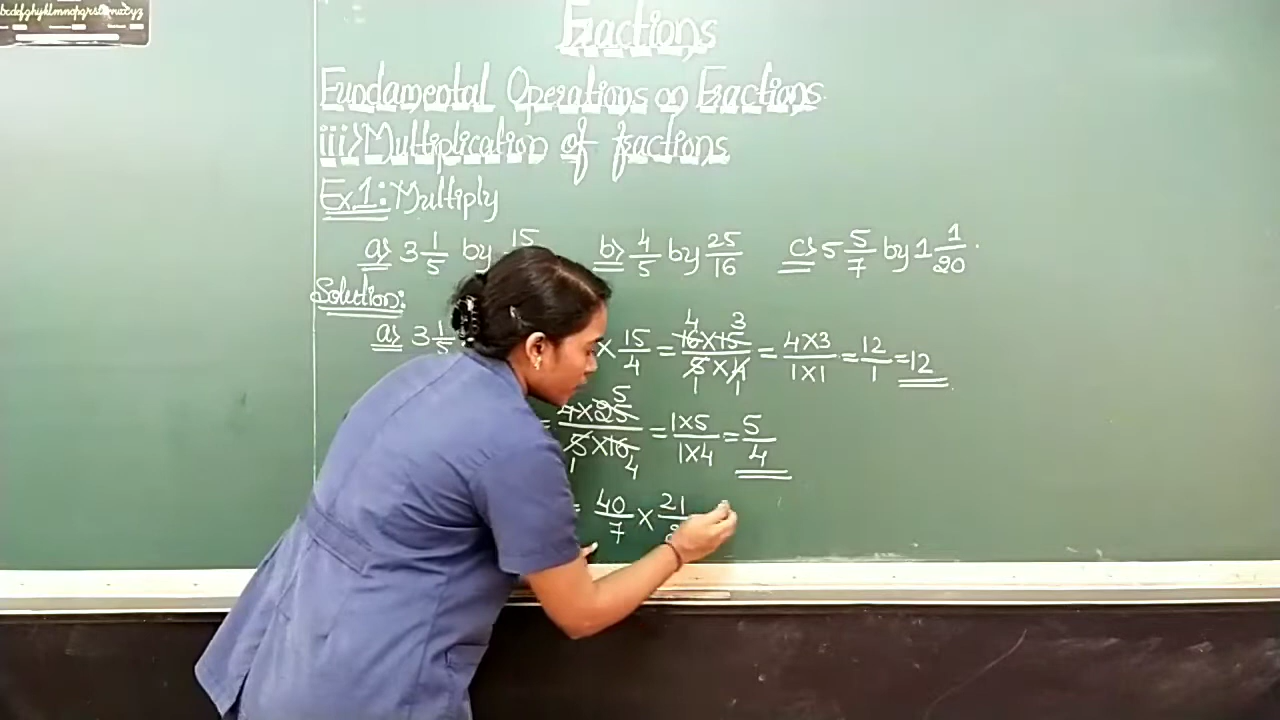 bcdefghijklmnopqrstuvwxyz
Fractions
Fundamental Operations on Fractions
iii) Multiplication of fractions
Ex.1: Multiply
a) 3 1/5 by 15 b) 4/5 by 25/16 c) 5 5/7 by 1 1/20.
Solution:
a) 3 1/5 × 15/4 = 16×15/5×4 = 4×3/1×1 = 12/1 = 12
= 4×25/5×16 = 1×5/1×4 = 5/4
= 40/7 × 21